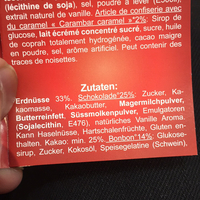 (lécithine de soja), sel, poudre à lever (E500),
extrait naturel de vanille. Article de confiserie avec
du caramel « Carambar caramel »*2%: Sirop de
glucose, lait écrémé concentré sucré, sucre, huile
de coprah totalement hydrogénée, cacao maigre
en poudre, sel, arôme artificiel. Peut contenir des
traces de noisettes.
Zutaten:
Erdnüsse 33%, Schokolade*25%: Zucker, Ka-
kaomasse, Kakaobutter, Magermilchpulver,
Butterreinfett, Süssmolkenpulver, Emulgatoren
(Sojalecithin, E476), natürliche Vanille Aroma.
Kann Haselnüsse, Hartschalenfrüchte, Gluten ent-
halten. Kakao: min. 25%, Bonbon*14%: Glukose-
sirup, Zucker, Kokosöl, Speisegelatine (Schwein),